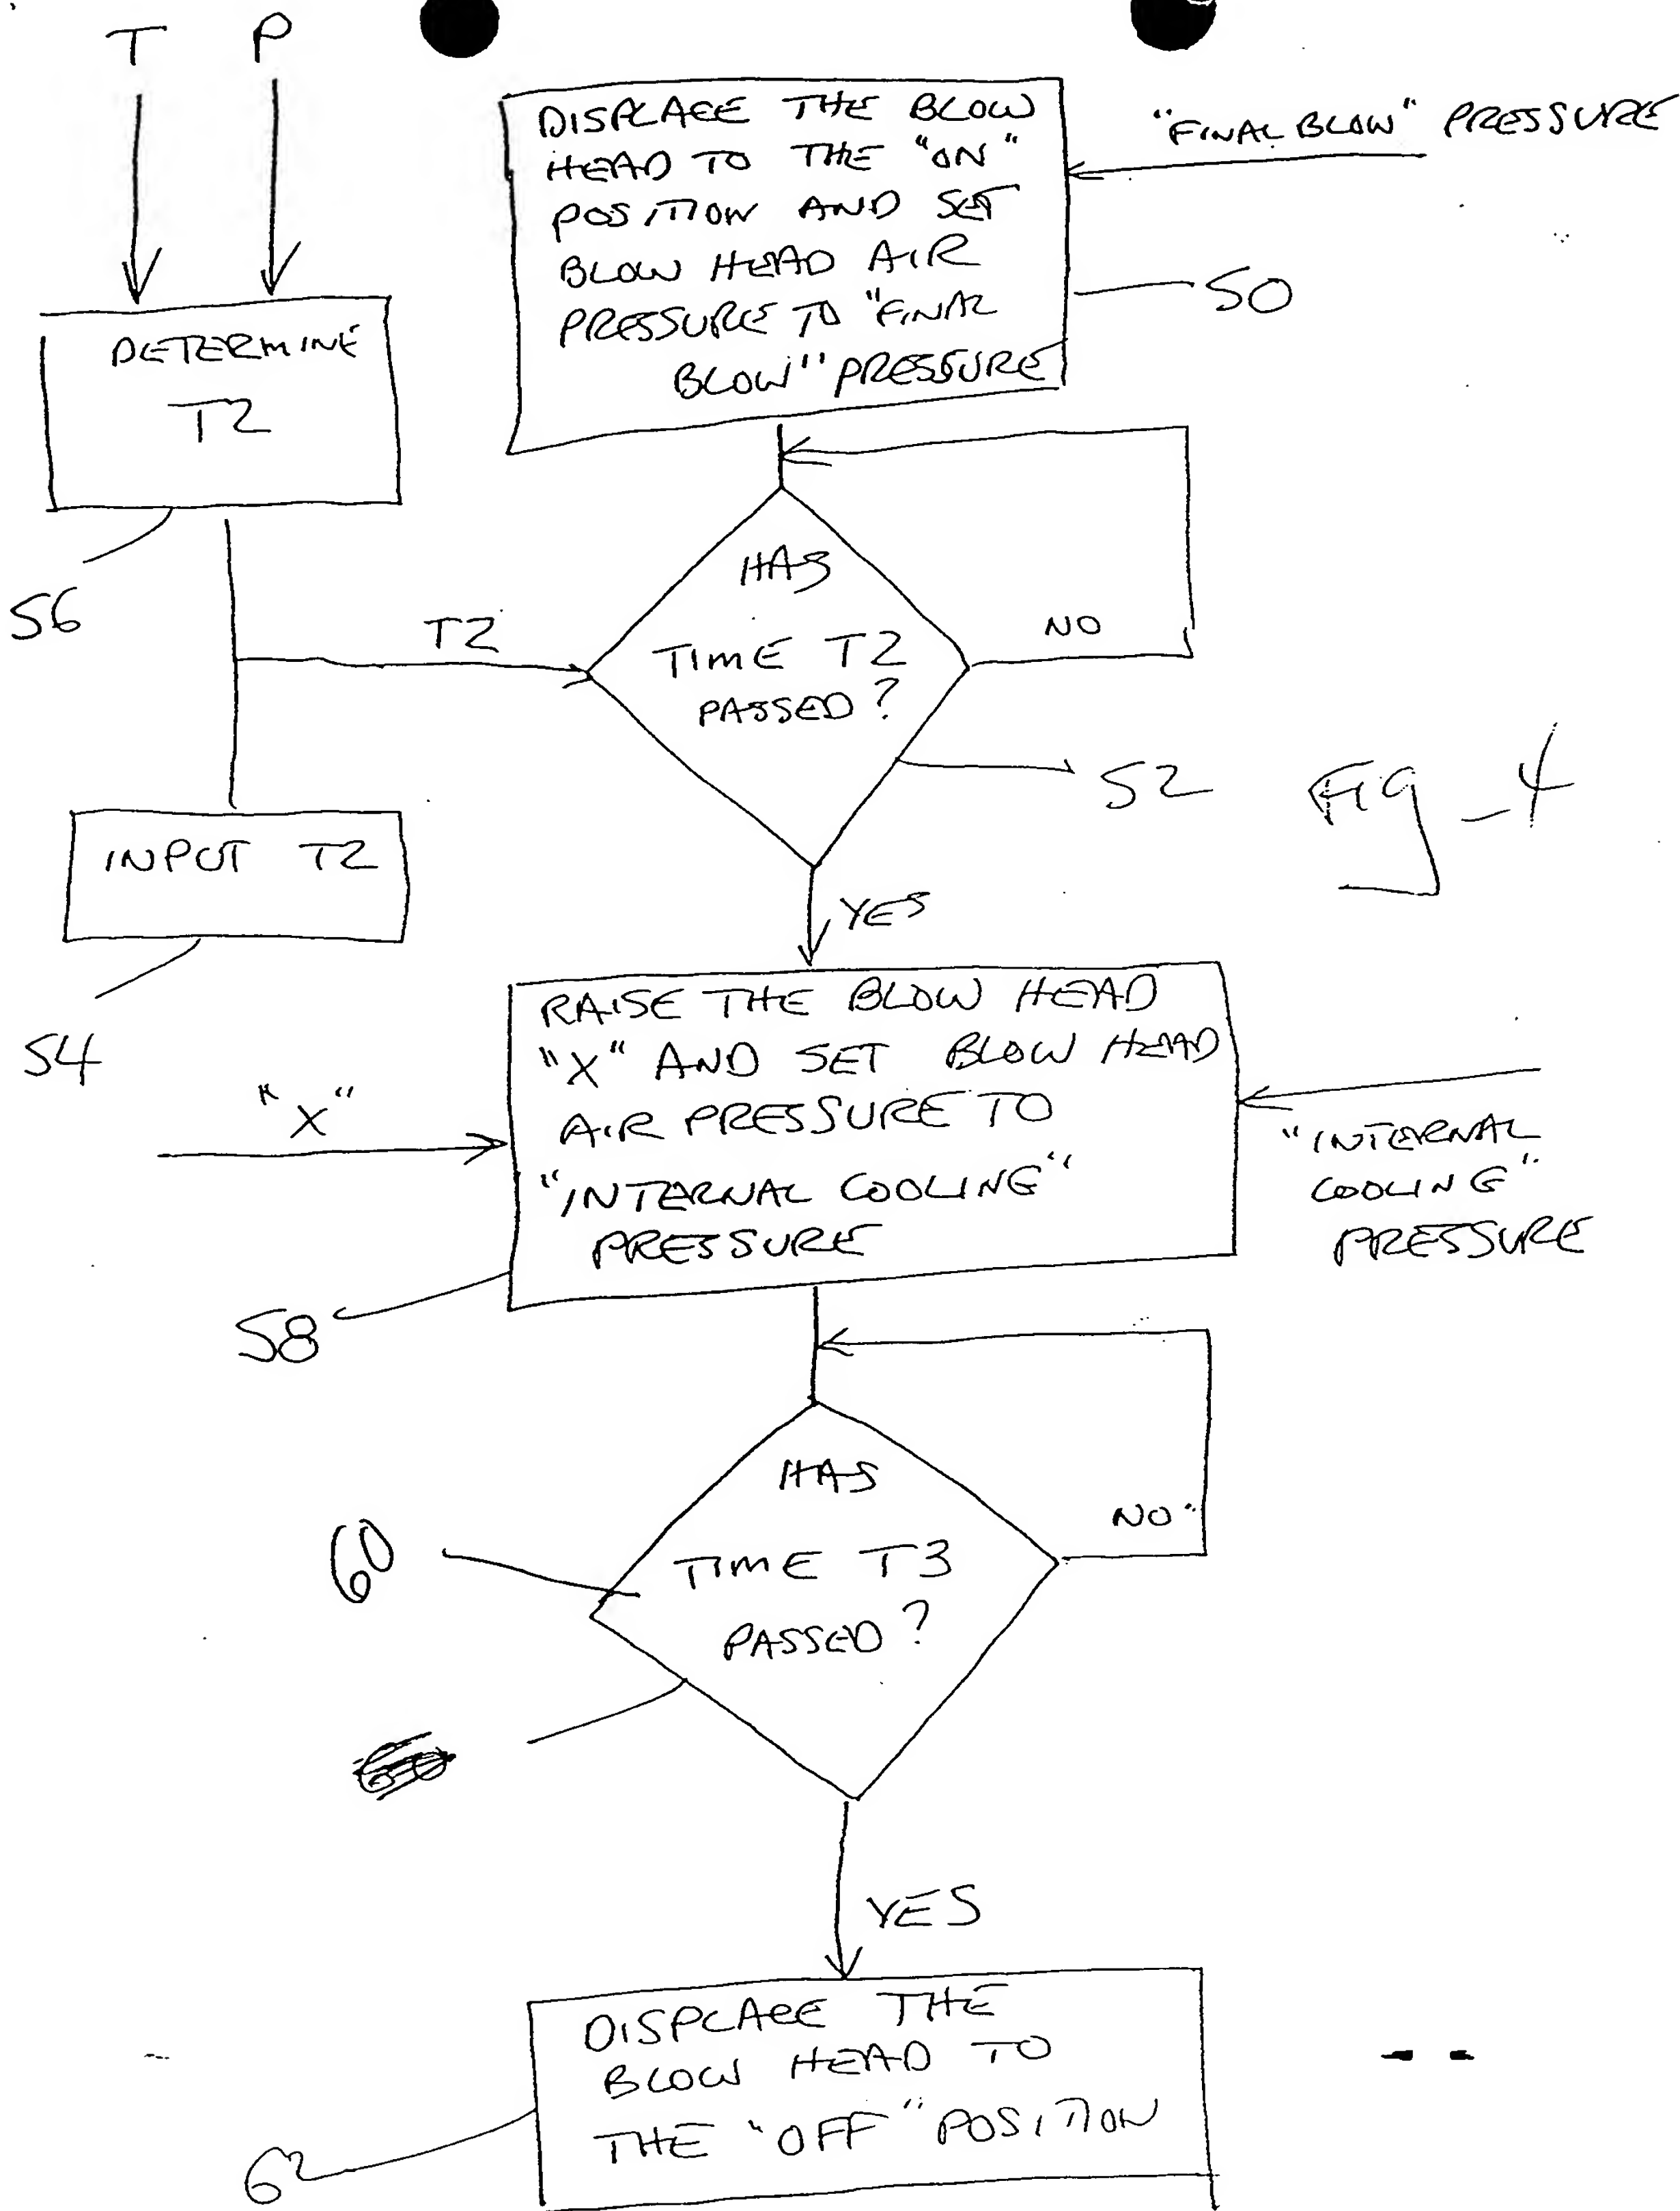 T P
DISPLACE THE BLOW
HEAD TO THE "ON"
POSITION AND SET
BLOW HEAD AIR
PRESSURE TO "FINAL
BLOW" PRESSURE
"FINAL BLOW" PRESSURE
50
DETERMINE
T2
56
T2
HAS
TIME T2
PASSED?
NO
52
Fig_4
INPUT T2
54
YES
RAISE THE BLOW HEAD
"X" AND SET BLOW HEAD
AIR PRESSURE TO
"INTERNAL COOLING"
PRESSURE
"X"
"INTERNAL
COOLING"
PRESSURE
58
HAS
TIME T3
PASSED?
NO
60
YES
DISPLACE THE
BLOW HEAD TO
THE "OFF" POSITION
62